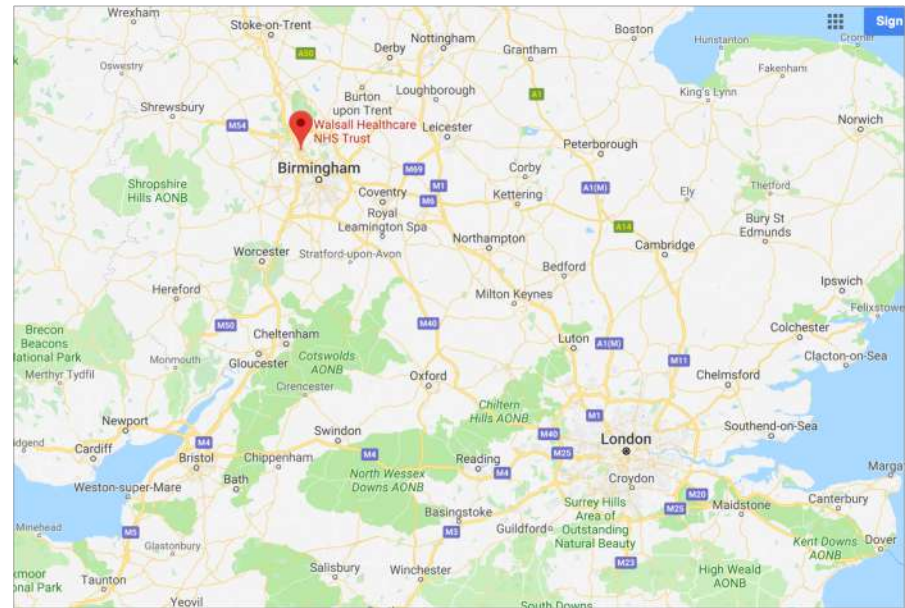 Wrexham
Stoke-on-Trent
Boston
Sign
Nottingham
Derby
Grantham
Hunstanton
Cromer
A50
Oswestry
Fakenham
Burton
upon Trent
Loughborough
A1
King's Lynn
Shrewsbury
M54
Walsall Healthcare
NHS Trust
Leicester
Norwich
Peterborough
Birmingham
M69
Corby
Shropshire
Hills AONB
Coventry
M1
M6
Kettering
A1(M)
Ely
Thetford
Royal
Leamington Spa
A14
Bury St
Edmunds
Worcester
Stratford-upon-Avon
Northampton
Cambridge
Bedford
Hereford
Milton Keynes
Ipswich
Felixstowe
M50
M40
Brecon
Beacons
lational Park
Cheltenham
Luton
A1(M)
Colchester
Monmouth
Gloucester
Cotswolds
AONB
M11
Clacton-on-Sea
Merthyr Tydfil
Cirencester
Oxford
Chelmsford
Chiltern
Hills AONB
M1
Newport
Swindon
M40
London
Southend-on-Sea
dgend
Cardiff
M4
Bristol
Chippenham
M4
Reading
M25
M4
Bath
North Wessex
Downs AONB
Croydon
Marga
Weston-super-Mare
M20
Basingstoke
Surrey Hills
Area of
Outstanding
Natural Beauty
M25
Maidstone
Canterbury
Minehead
M5
M3
Guildford
Kent Downs
AONB
Dover
Glastonbury
M23
xmoor
onal Park
Taunton
Salisbury
Winchester
High Weald
AONB
Yeovil
South Downs